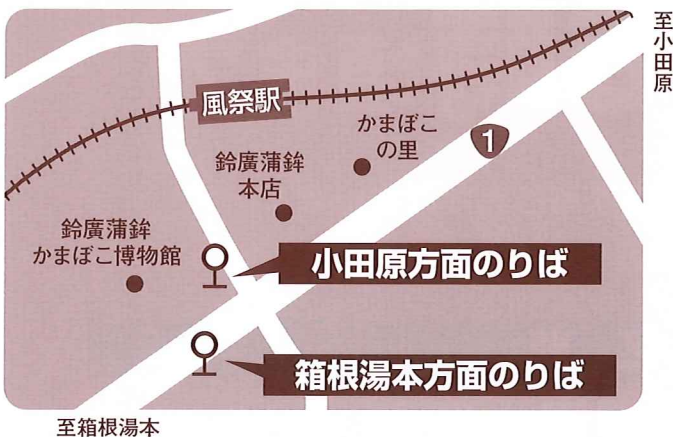 至小田原
風祭駅
かまぼこ
の里
1
鈴廣蒲鉾
本店
鈴廣蒲鉾
かまぼこ博物館
小田原方面のりば
箱根湯本方面のりば
至箱根湯本